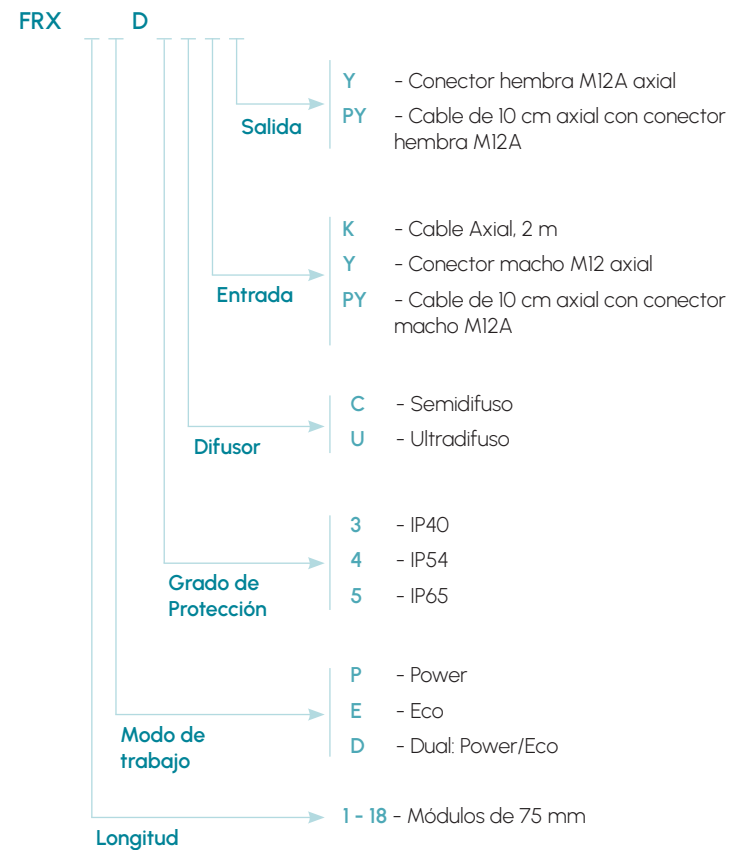 FRX D
Y - Conector hembra M12A axial
PY - Cable de 10 cm axial con conector
hembra M12A
Salida
K - Cable Axial, 2 m
Y - Conector macho M12 axial
PY - Cable de 10 cm axial con conector
macho M12A
Entrada
C - Semidifuso
U - Ultradifuso
Difusor
3 - IP40
4 - IP54
5 - IP65
Grado de
Protección
P - Power
E - Eco
D - Dual: Power/Eco
Modo de
trabajo
1 - 18 - Módulos de 75 mm
Longitud